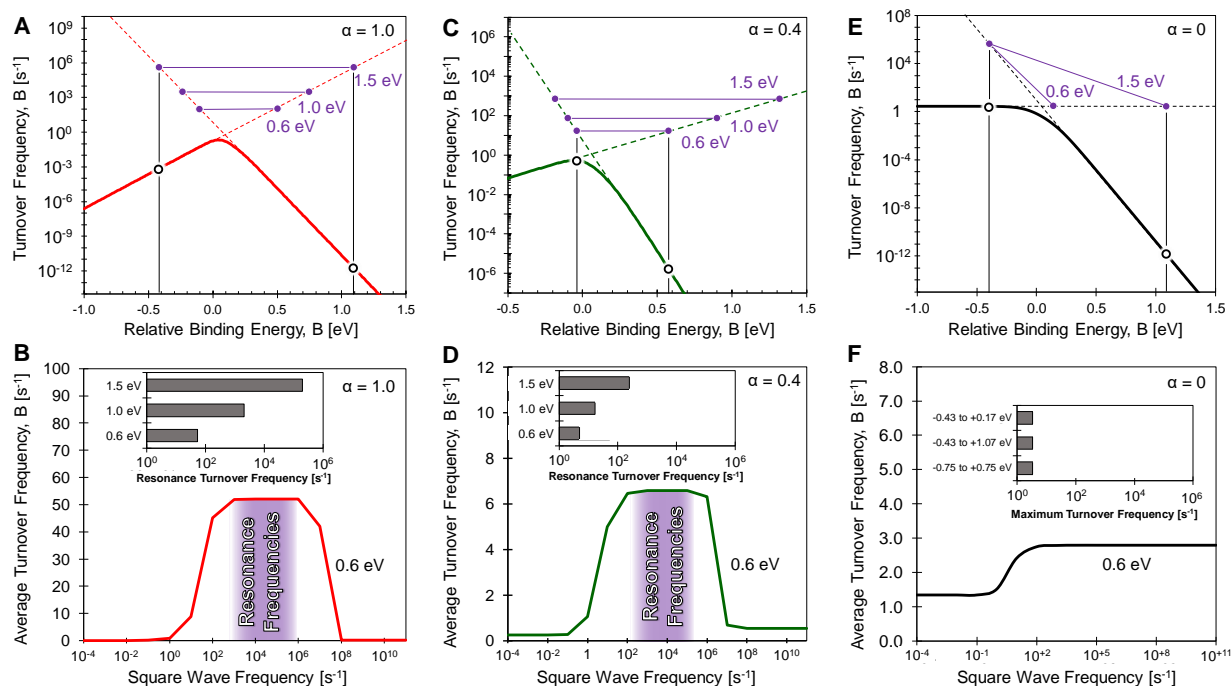 A
α = 1.0
Turnover Frequency, B [s⁻¹]
10⁹
10⁶
10³
10⁰
10⁻³
10⁻⁶
10⁻⁹
10⁻¹²
1.5 eV
1.0 eV
0.6 eV
-1.0 -0.5 0.0 0.5 1.0 1.5
Relative Binding Energy, B [eV]
C
α = 0.4
Turnover Frequency, B [s⁻¹]
10⁶
10⁴
10²
10⁰
10⁻²
10⁻⁴
10⁻⁶
1.5 eV
1.0 eV
0.6 eV
-0.5 0.0 0.5 1.0 1.5
Relative Binding Energy, B [eV]
E
α = 0
Turnover Frequency, B [s⁻¹]
10⁸
10⁴
1
10⁻⁴
10⁻⁸
10⁻¹²
0.6 eV
1.5 eV
-1.0 -0.5 0.0 0.5 1.0 1.5
Relative Binding Energy, B [eV]
B
α = 1.0
Average Turnover Frequency, B [s⁻¹]
100
90
80
70
60
50
40
30
20
10
0
1.5 eV
1.0 eV
0.6 eV
10⁰ 10² 10⁴ 10⁶
Resonance Turnover Frequency [s⁻¹]
Resonance
Frequencies
0.6 eV
10⁻⁴ 10⁻² 10⁰ 10² 10⁴ 10⁶ 10⁸ 10¹⁰
Square Wave Frequency [s⁻¹]
D
α = 0.4
Average Turnover Frequency, B [s⁻¹]
12
10
8
6
4
2
0
1.5 eV
1.0 eV
0.6 eV
10⁰ 10² 10⁴ 10⁶
Resonance Turnover Frequency [s⁻¹]
Resonance
Frequencies
0.6 eV
10⁻⁴ 10⁻² 1 10² 10⁴ 10⁶ 10⁸ 10¹⁰
Square Wave Frequency [s⁻¹]
F
α = 0
Average Turnover Frequency, B [s⁻¹]
8.0
7.0
6.0
5.0
4.0
3.0
2.0
1.0
0.0
-0.43 to +0.17 eV
-0.43 to +1.07 eV
-0.75 to +0.75 eV
10⁰ 10² 10⁴ 10⁶
Maximum Turnover Frequency [s⁻¹]
0.6 eV
10⁻⁴ 10⁻¹ 10⁺² 10⁺⁵ 10⁺⁸ 10⁺¹¹
Square Wave Frequency [s⁻¹]